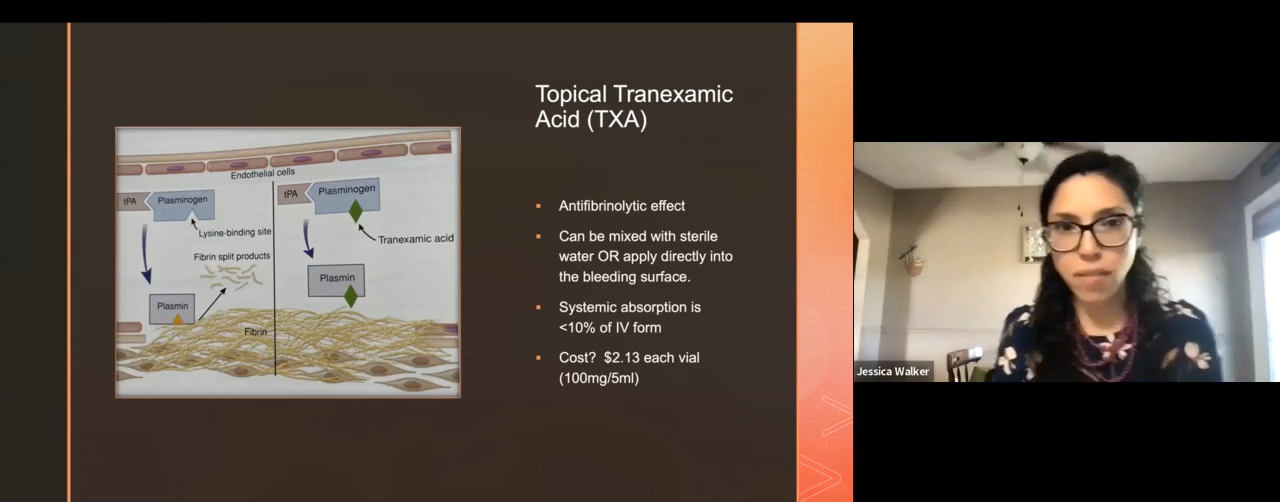 Topical Tranexamic
Acid (TXA)
Endothelial cells
tPA
Plasminogen
Lysine-binding site
Fibrin split products
Plasmin
tPA
Plasminogen
Tranexamic acid
Plasmin
Fibrin
▪ Antifibrinolytic effect
▪ Can be mixed with sterile
water OR apply directly into
the bleeding surface.
▪ Systemic absorption is
<10% of IV form
▪ Cost?  $2.13 each vial
(100mg/5ml)
Jessica Walker